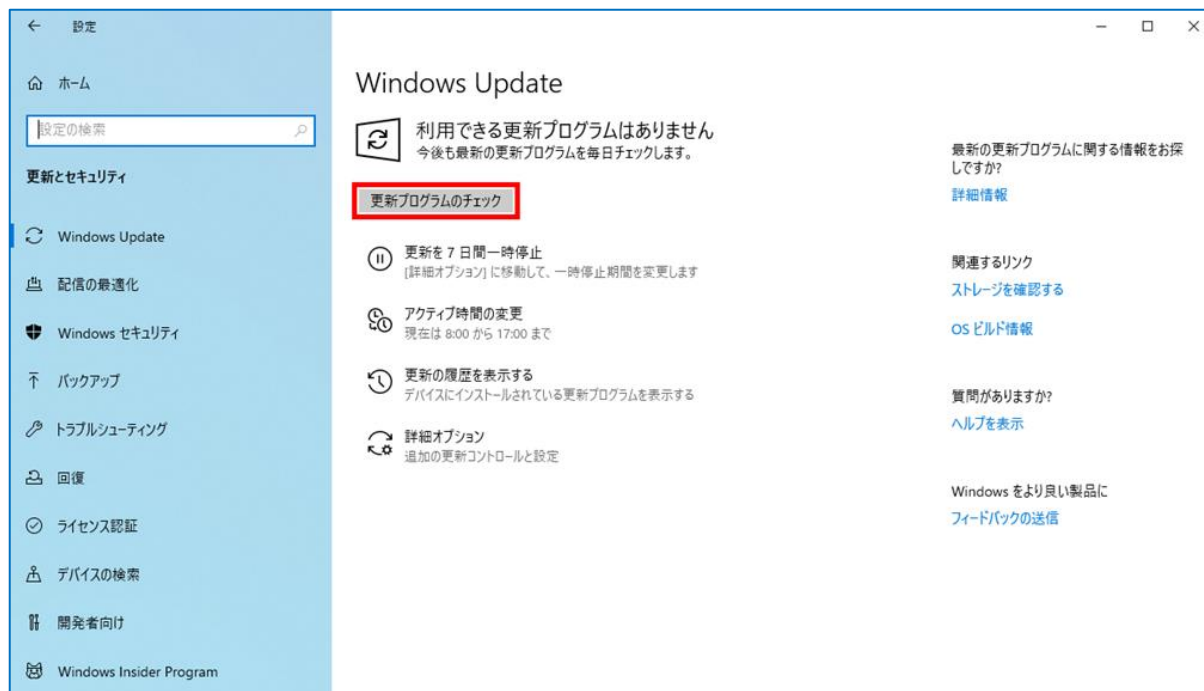 設定
ホーム
設定の検索
更新とセキュリティ
Windows Update
配信の最適化
Windows セキュリティ
バックアップ
トラブルシューティング
回復
ライセンス認証
デバイスの検索
開発者向け
Windows Insider Program
Windows Update
利用できる更新プログラムはありません
今後も最新の更新プログラムを毎日チェックします。
更新プログラムのチェック
更新を 7 日間一時停止
[詳細オプション] に移動して、一時停止期間を変更します
アクティブ時間の変更
現在は 8:00 から 17:00 まで
更新の履歴を表示する
デバイスにインストールされている更新プログラムを表示する
詳細オプション
追加の更新コントロールと設定
最新の更新プログラムに関する情報をお探
しですか?
詳細情報
関連するリンク
ストレージを確認する
OS ビルド情報
質問がありますか?
ヘルプを表示
Windows をより良い製品に
フィードバックの送信